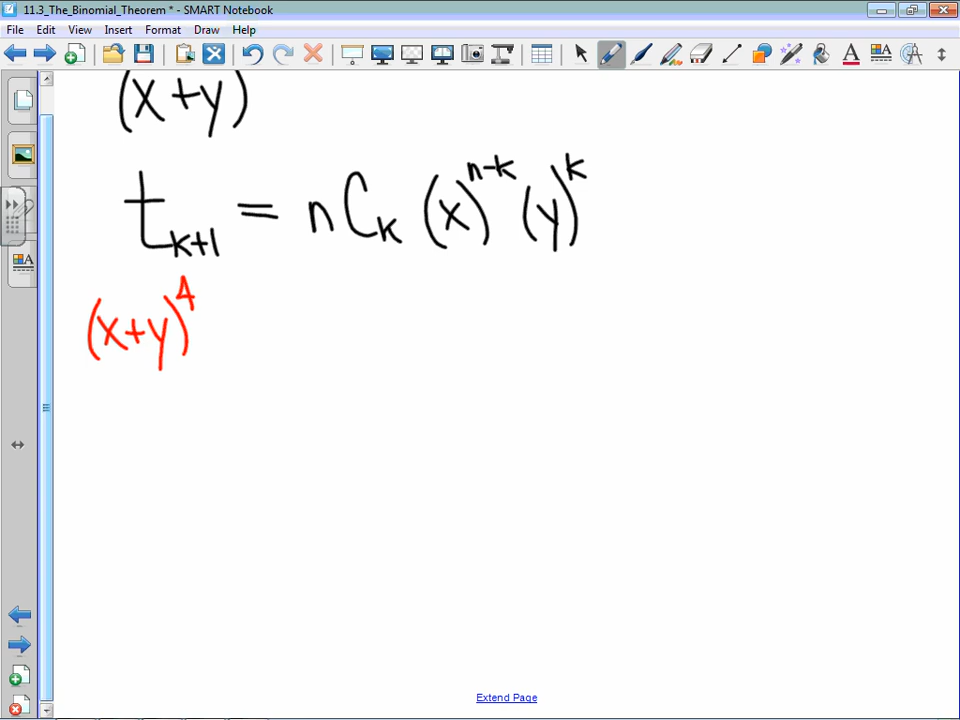 11.3_The_Binomial_Theorem * - SMART Notebook
File Edit View Insert Format Draw Help
(x+y)
t_{k+1} = nC_k (x)^{n-k} (y)^k
(x+y)^4
Extend Page